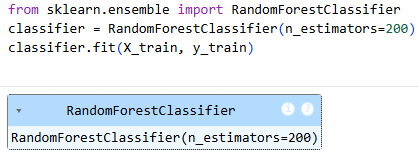 from sklearn.ensemble import RandomForestClassifier
classifier = RandomForestClassifier(n_estimators=200)
classifier.fit(X_train, y_train)
RandomForestClassifier i ?
RandomForestClassifier(n_estimators=200)